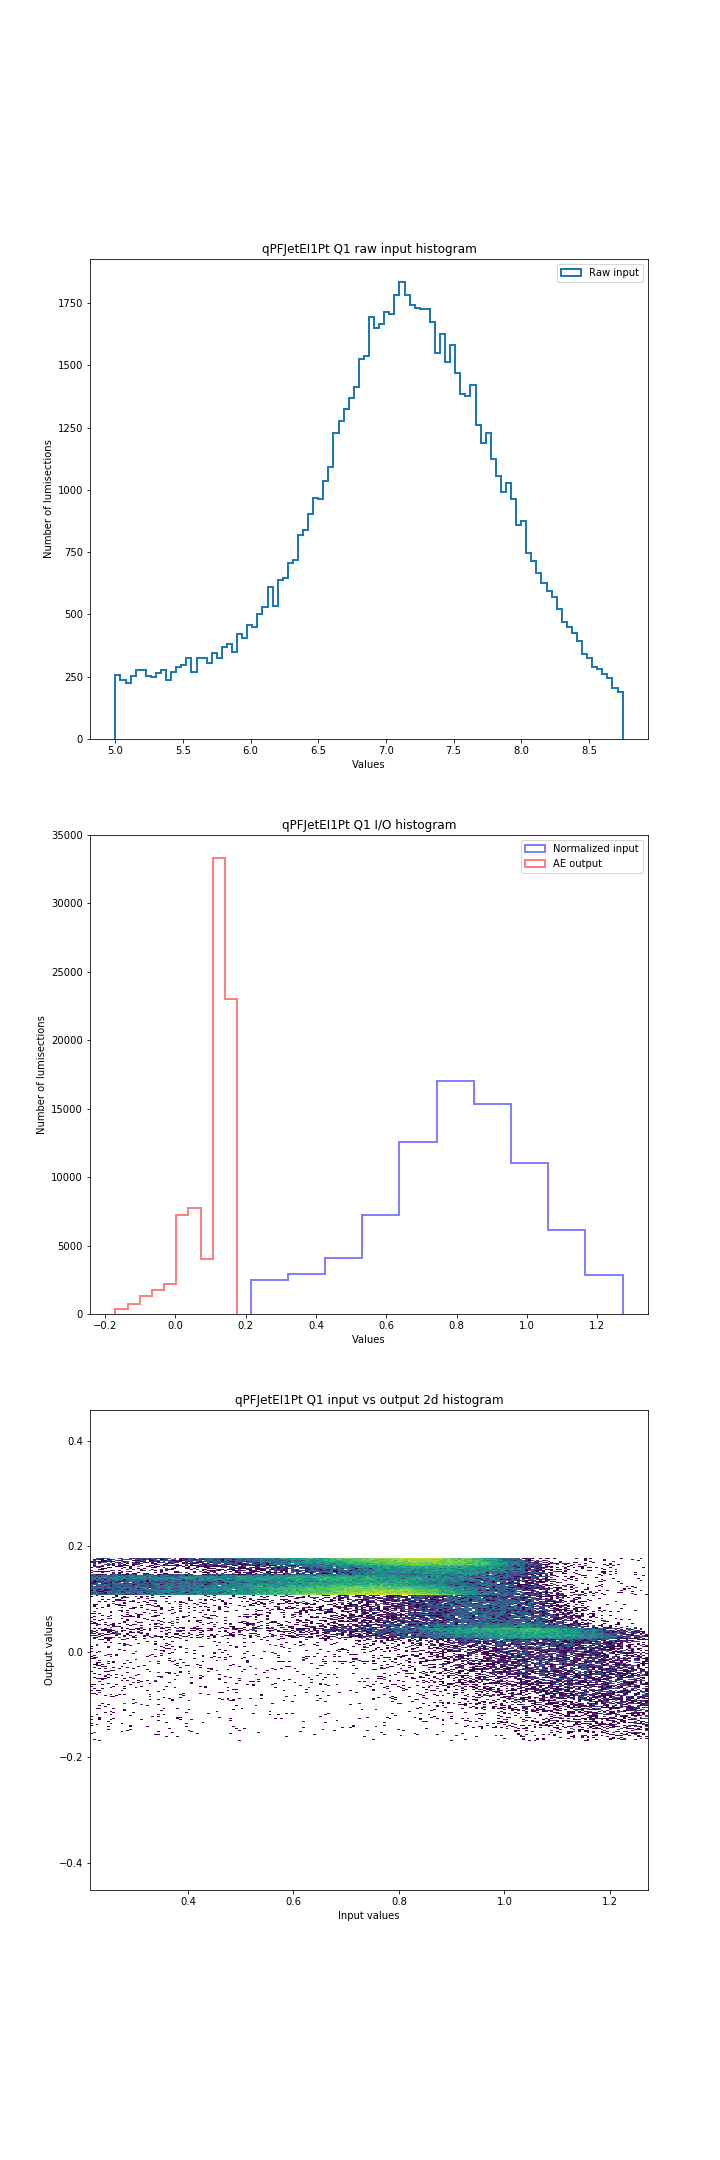 qPFJetEI1Pt Q1 raw input histogram
Raw input
1750
1500
1250
1000
750
500
250
0
Number of lumisections
5.0 5.5 6.0 6.5 7.0 7.5 8.0 8.5
Values
qPFJetEI1Pt Q1 I/O histogram
Normalized input
AE output
35000
30000
25000
20000
15000
10000
5000
0
Number of lumisections
−0.2 0.0 0.2 0.4 0.6 0.8 1.0 1.2
Values
qPFJetEI1Pt Q1 input vs output 2d histogram
0.4
0.2
0.0
−0.2
−0.4
Output values
0.4 0.6 0.8 1.0 1.2
Input values